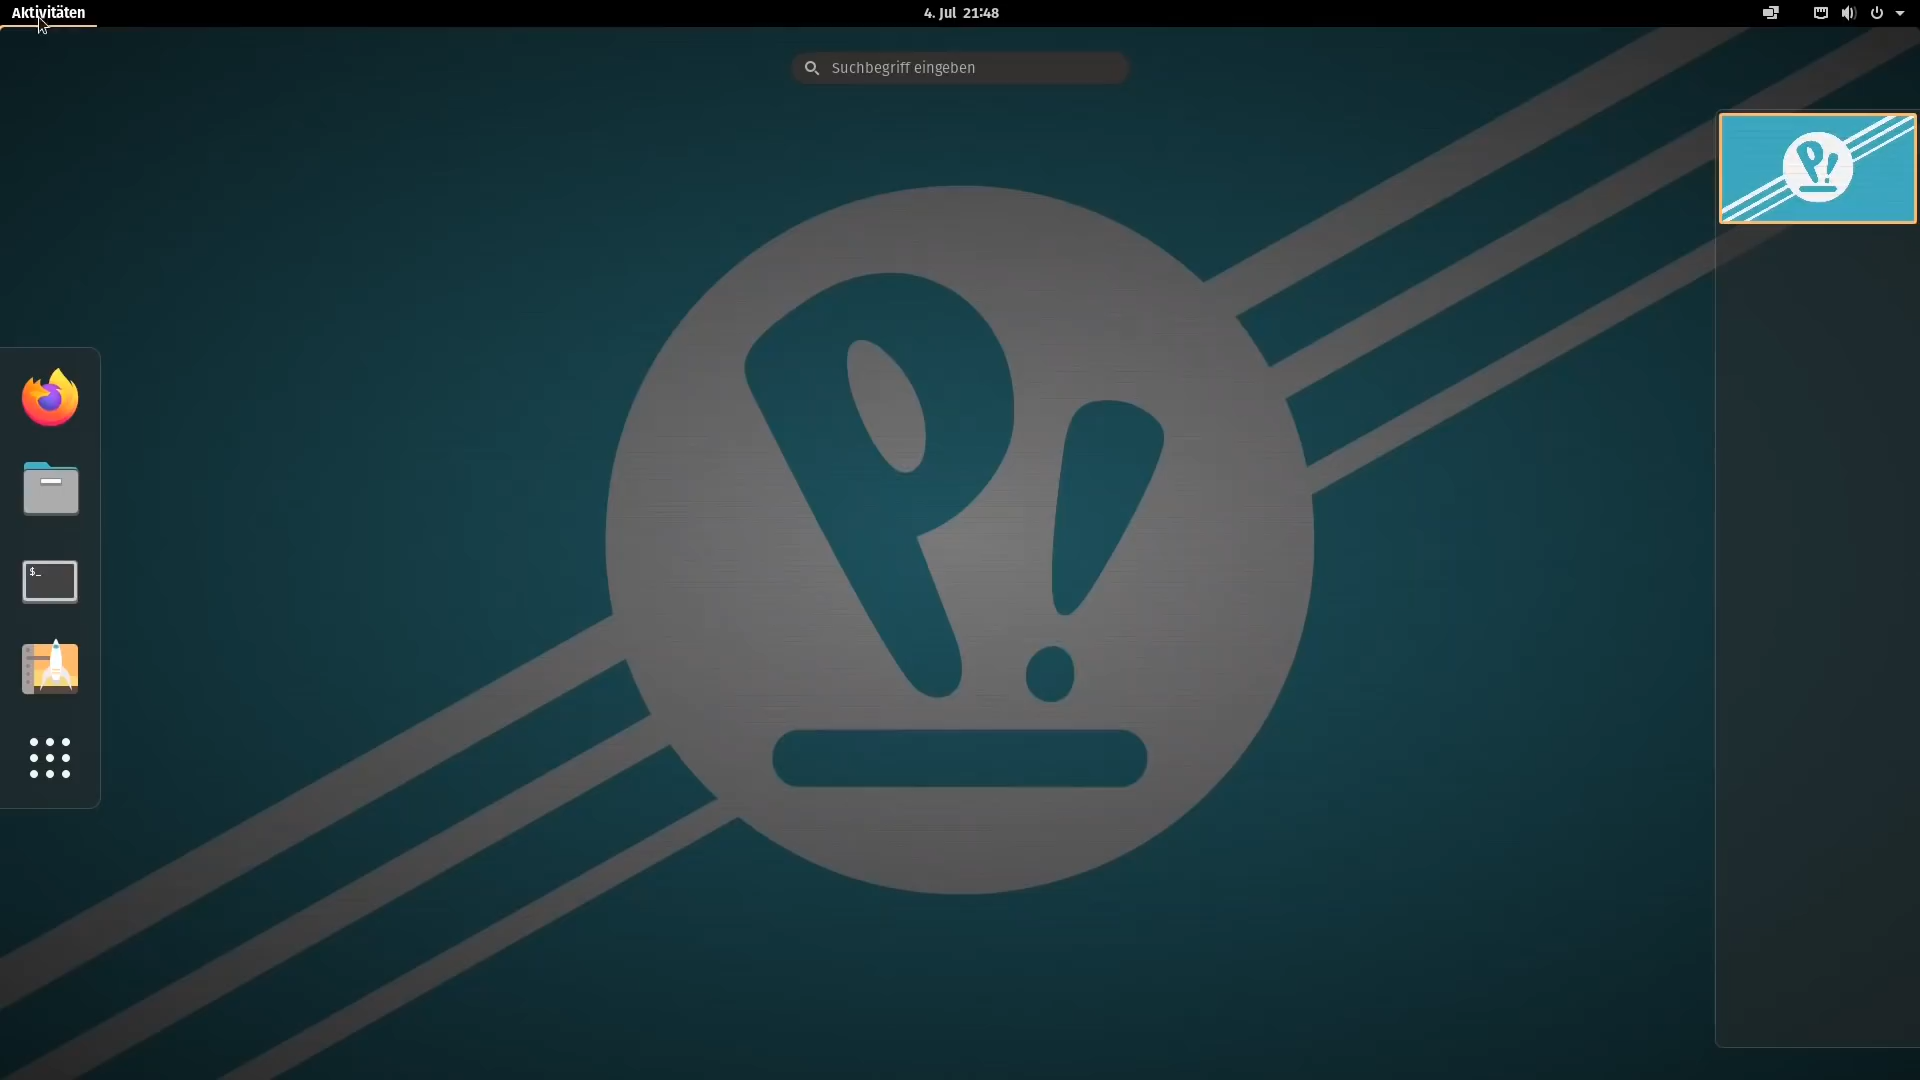 Aktivitäten
4. Jul 21:48
Suchbegriff eingeben
P!
$_
P!